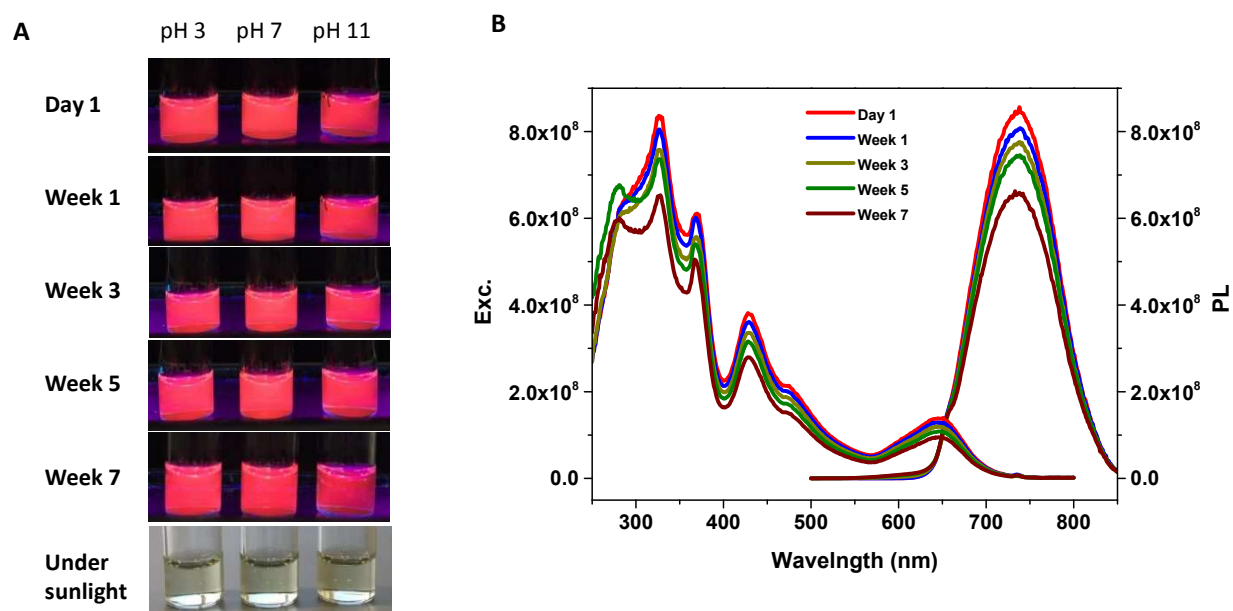 A
pH 3 pH 7 pH 11
Day 1
Week 1
Week 3
Week 5
Week 7
Under
sunlight
B
Exc.
8.0x10⁸
6.0x10⁸
4.0x10⁸
2.0x10⁸
0.0
Day 1
Week 1
Week 3
Week 5
Week 7
8.0x10⁸
6.0x10⁸
4.0x10⁸
2.0x10⁸
0.0
PL
300 400 500 600 700 800
Wavelngth (nm)